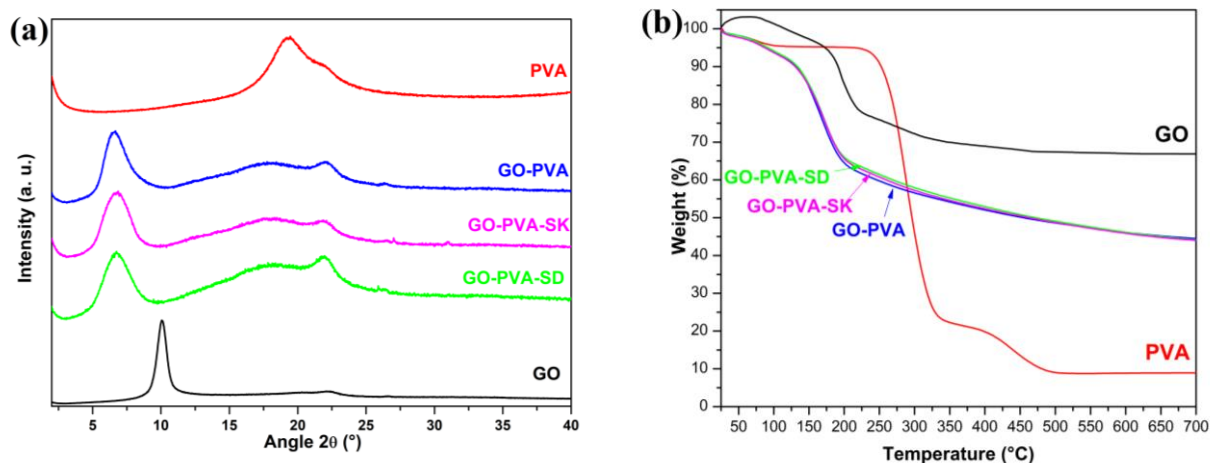 (a)
PVA
GO-PVA
GO-PVA-SK
GO-PVA-SD
GO
Intensity (a. u.)
5 10 15 20 25 30 35 40
Angle 2θ (°)
(b)
100
90
80
70
60
50
40
30
20
10
0
Weight (%)
GO
GO-PVA-SD
GO-PVA-SK
GO-PVA
PVA
50 100 150 200 250 300 350 400 450 500 550 600 650 700
Temperature (°C)